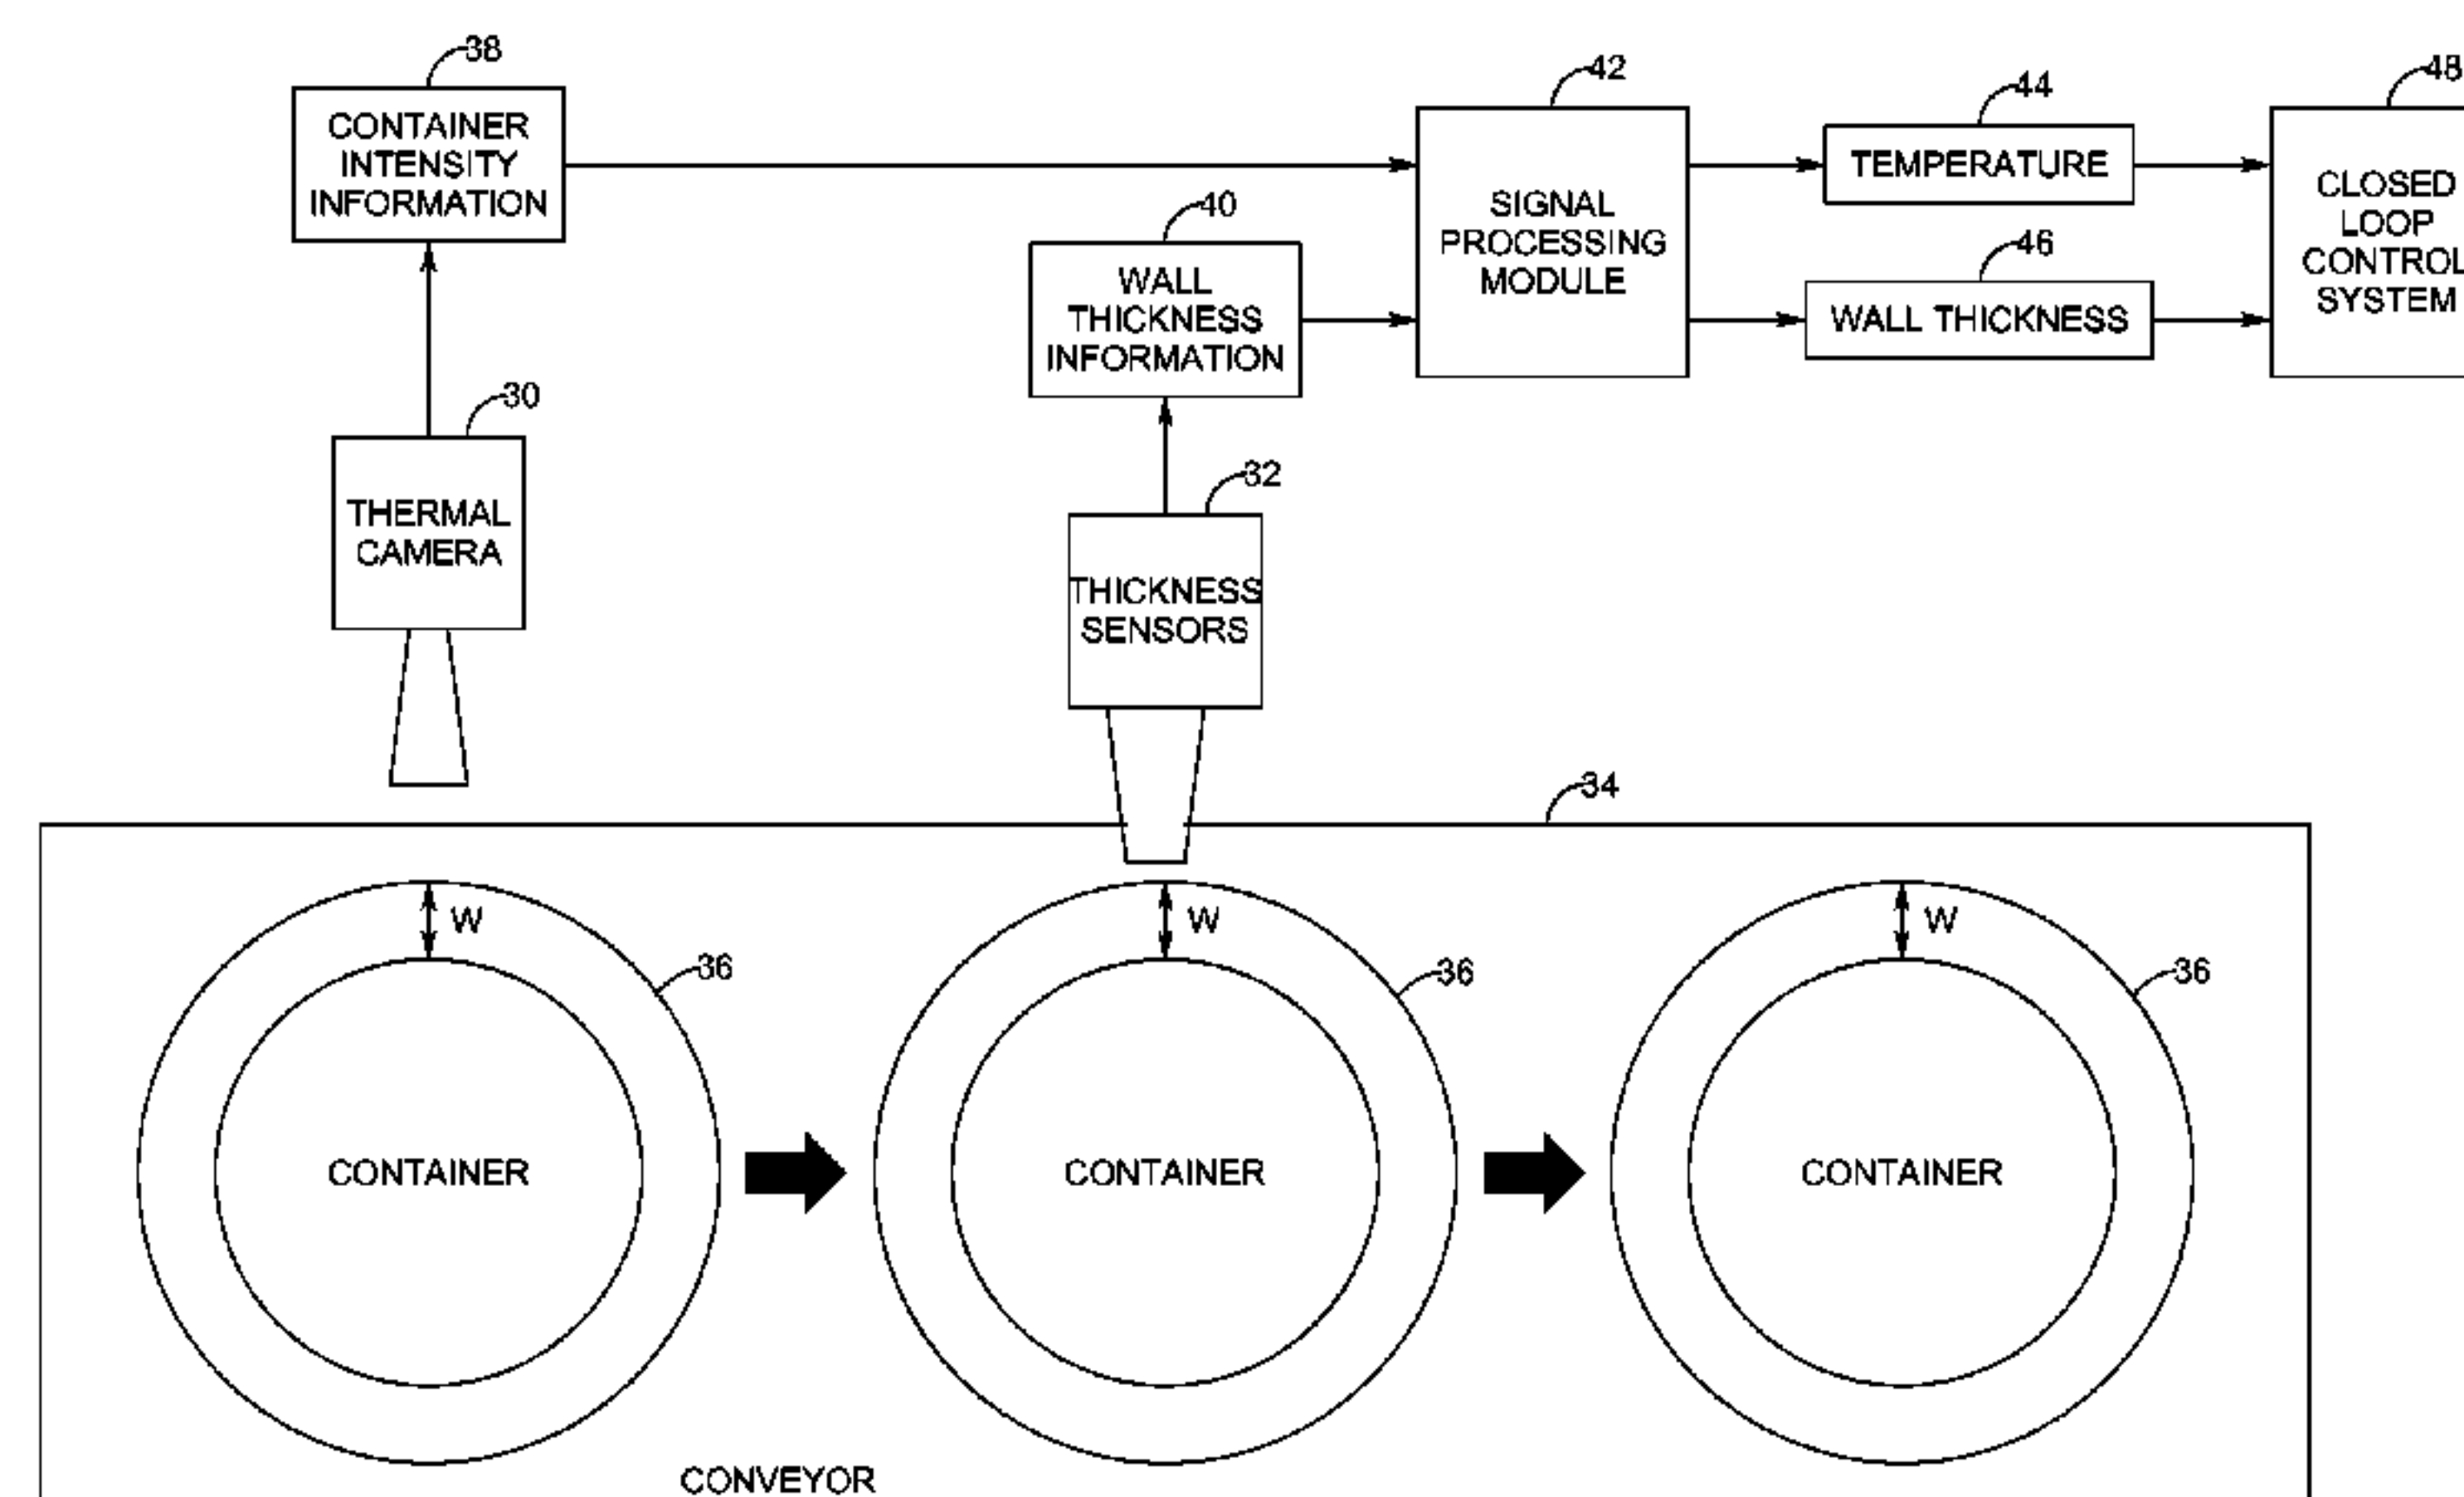 38
CONTAINER
INTENSITY
INFORMATION
42
SIGNAL
PROCESSING
MODULE
44
TEMPERATURE
46
WALL THICKNESS
48
CLOSED
LOOP
CONTROL
SYSTEM
40
WALL
THICKNESS
INFORMATION
30
THERMAL
CAMERA
32
THICKNESS
SENSORS
34
W
36
CONTAINER
W
36
CONTAINER
W
36
CONTAINER
CONVEYOR